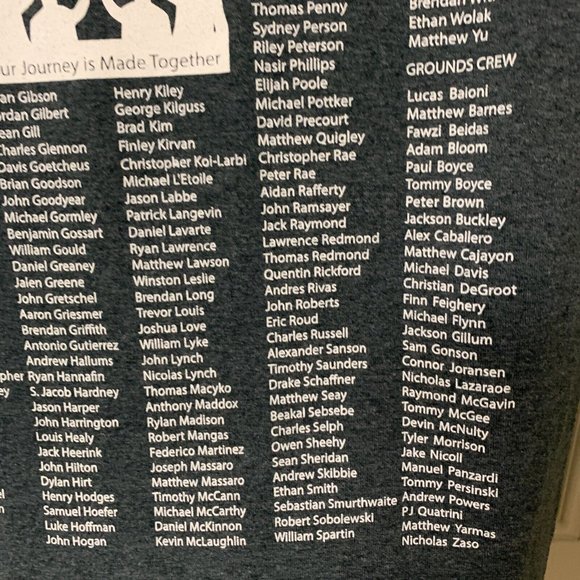 ur Journey is Made Together
an Gibson
rdan Gilbert
ean Gill
Charles Glennon
Davis Goetcheus
Brian Goodson
John Goodyear
Michael Gormley
Benjamin Gossart
William Gould
Daniel Greaney
Jalen Greene
John Gretschel
Aaron Griesmer
Brendan Griffith
Antonio Gutierrez
Andrew Hallums
pher Ryan Hannafin
S. Jacob Hardney
Jason Harper
John Harrington
Louis Healy
Jack Heerink
John Hilton
Dylan Hirt
Henry Hodges
Samuel Hoefer
Luke Hoffman
John Hogan
Henry Kiley
George Kilguss
Brad Kim
Finley Kirvan
Christopher Kol-Larbi
Michael L'Etoile
Jason Labbe
Patrick Langevin
Daniel Lavarte
Ryan Lawrence
Matthew Lawson
Winston Leslie
Brendan Long
Trevor Louis
Joshua Love
William Lyke
John Lynch
Nicolas Lynch
Thomas Macyko
Anthony Maddox
Rylan Madison
Robert Mangas
Federico Martinez
Joseph Massaro
Matthew Massaro
Timothy McCann
Michael McCarthy
Daniel McKinnon
Kevin McLaughlin
Thomas Penny
Sydney Person
Riley Peterson
Nasir Phillips
Elijah Poole
Michael Pottker
David Precourt
Matthew Quigley
Christopher Rae
Peter Rae
Aidan Rafferty
John Ramsayer
Jack Raymond
Lawrence Redmond
Thomas Redmond
Quentin Rickford
Andres Rivas
John Roberts
Eric Roud
Charles Russell
Alexander Sanson
Timothy Saunders
Drake Schaffner
Matthew Seay
Beakal Sebsebe
Charles Selph
Owen Sheehy
Sean Sheridan
Andrew Skibbie
Ethan Smith
Sebastian Smurthwaite
Robert Sobolewski
William Spartin
Brendan
Ethan Wolak
Matthew Yu
GROUNDS CREW
Lucas Baioni
Matthew Barnes
Fawzi Beidas
Adam Bloom
Paul Boyce
Tommy Boyce
Peter Brown
Jackson Buckley
Alex Caballero
Matthew Cajayon
Michael Davis
Christian DeGroot
Finn Feighery
Michael Flynn
Jackson Gillum
Sam Gonson
Connor Joransen
Nicholas Lazaroae
Raymond McGavin
Tommy McGee
Devin McNulty
Tyler Morrison
Jake Nicoll
Manuel Panzardi
Tommy Persinski
Andrew Powers
PJ Quatrini
Matthew Yarmas
Nicholas Zaso